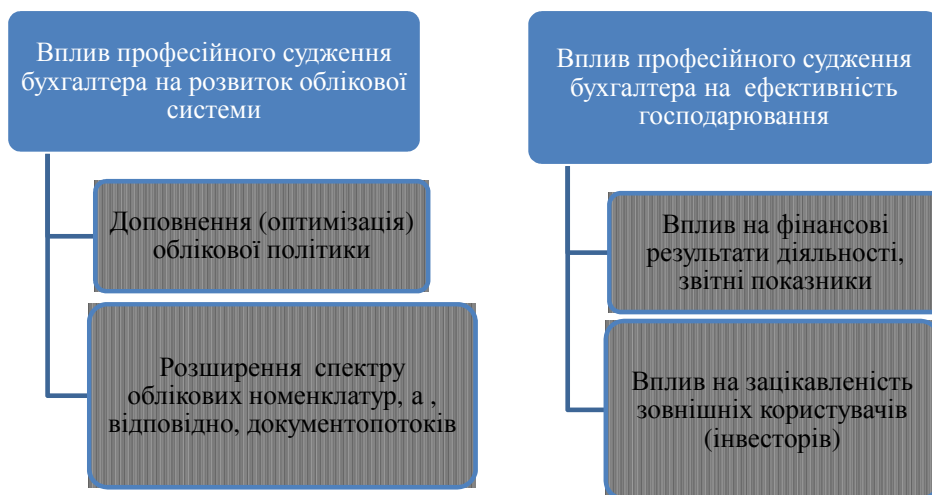 Вплив професійного судження
бухгалтера на розвиток облікової
системи
Доповнення (оптимізація)
облікової політики
Розширення спектру
облікових номенклатур, а ,
відповідно, документопотоків
Вплив професійного судження
бухгалтера на ефективність
господарювання
Вплив на фінансові
результати діяльності,
звітні показники
Вплив на зацікавленість
зовнішніх користувачів
(інвесторів)